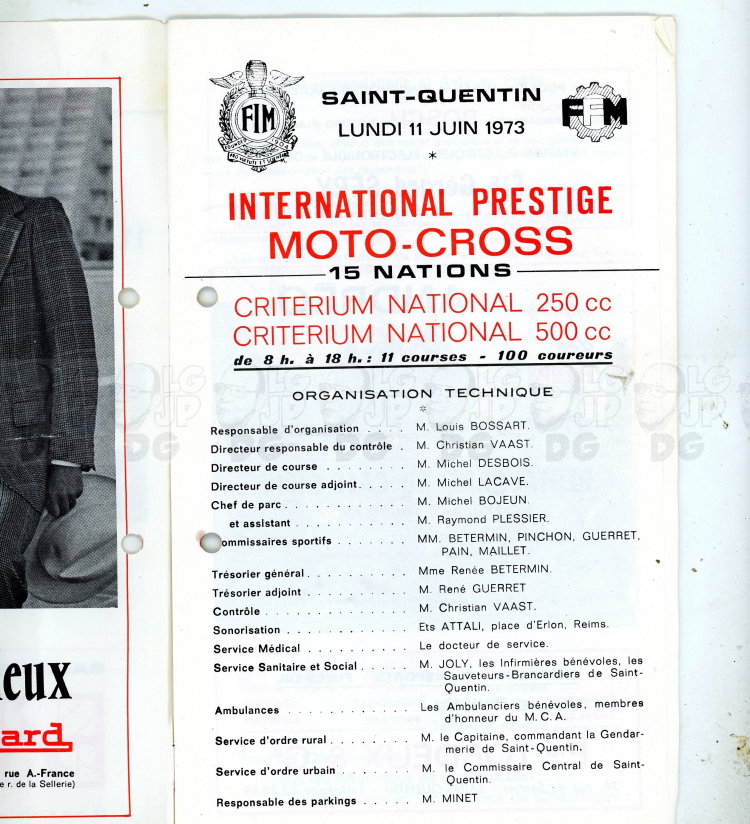 FIM
SAINT-QUENTIN
LUNDI 11 JUIN 1973
*
FFM
INTERNATIONAL PRESTIGE
MOTO-CROSS
15 NATIONS
CRITERIUM NATIONAL 250 cc
CRITERIUM NATIONAL 500 cc
de 8 h. à 18 h. : 11 courses - 100 coureurs
ORGANISATION TECHNIQUE
*
Responsable d'organisation . . . . M. Louis BOSSART.
Directeur responsable du contrôle . M. Christian VAAST.
Directeur de course . . . . . . . . M. Michel DESBOIS.
Directeur de course adjoint. . . . . M. Michel LACAVE.
Chef de parc . . . . . . . . . . . . M. Michel BOJEUN.
et assistant . . . . . . . . . . . M. Raymond PLESSIER.
ommissaires sportifs . . . . . . . MM. BETERMIN, PINCHON, GUERRET,
PAIN, MAILLET.
Trésorier général . . . . . . . . . Mme Renée BETERMIN.
Trésorier adjoint . . . . . . . . . M. René GUERRET
Contrôle . . . . . . . . . . . . . M. Christian VAAST.
Sonorisation . . . . . . . . . . . Ets ATTALI, place d'Erlon, Reims.
Service Médical . . . . . . . . . . Le docteur de service.
Service Sanitaire et Social . . . . . M. JOLY, les Infirmières bénévoles, les
Sauveteurs-Brancardiers de Saint-
Quentin.
Ambulances . . . . . . . . . . . . Les Ambulanciers bénévoles, membres
d'honneur du M.C.A.
Service d'ordre rural . . . . . . . . M. le Capitaine, commandant la Gendar-
merie de Saint-Quentin.
Service d'ordre urbain . . . . . . . M. le Commissaire Central de Saint-
Quentin.
Responsable des parkings . . . . . M. MINET
eux
ard
rue A.-France
e r. de la Sellerie)
LG
JP
DG